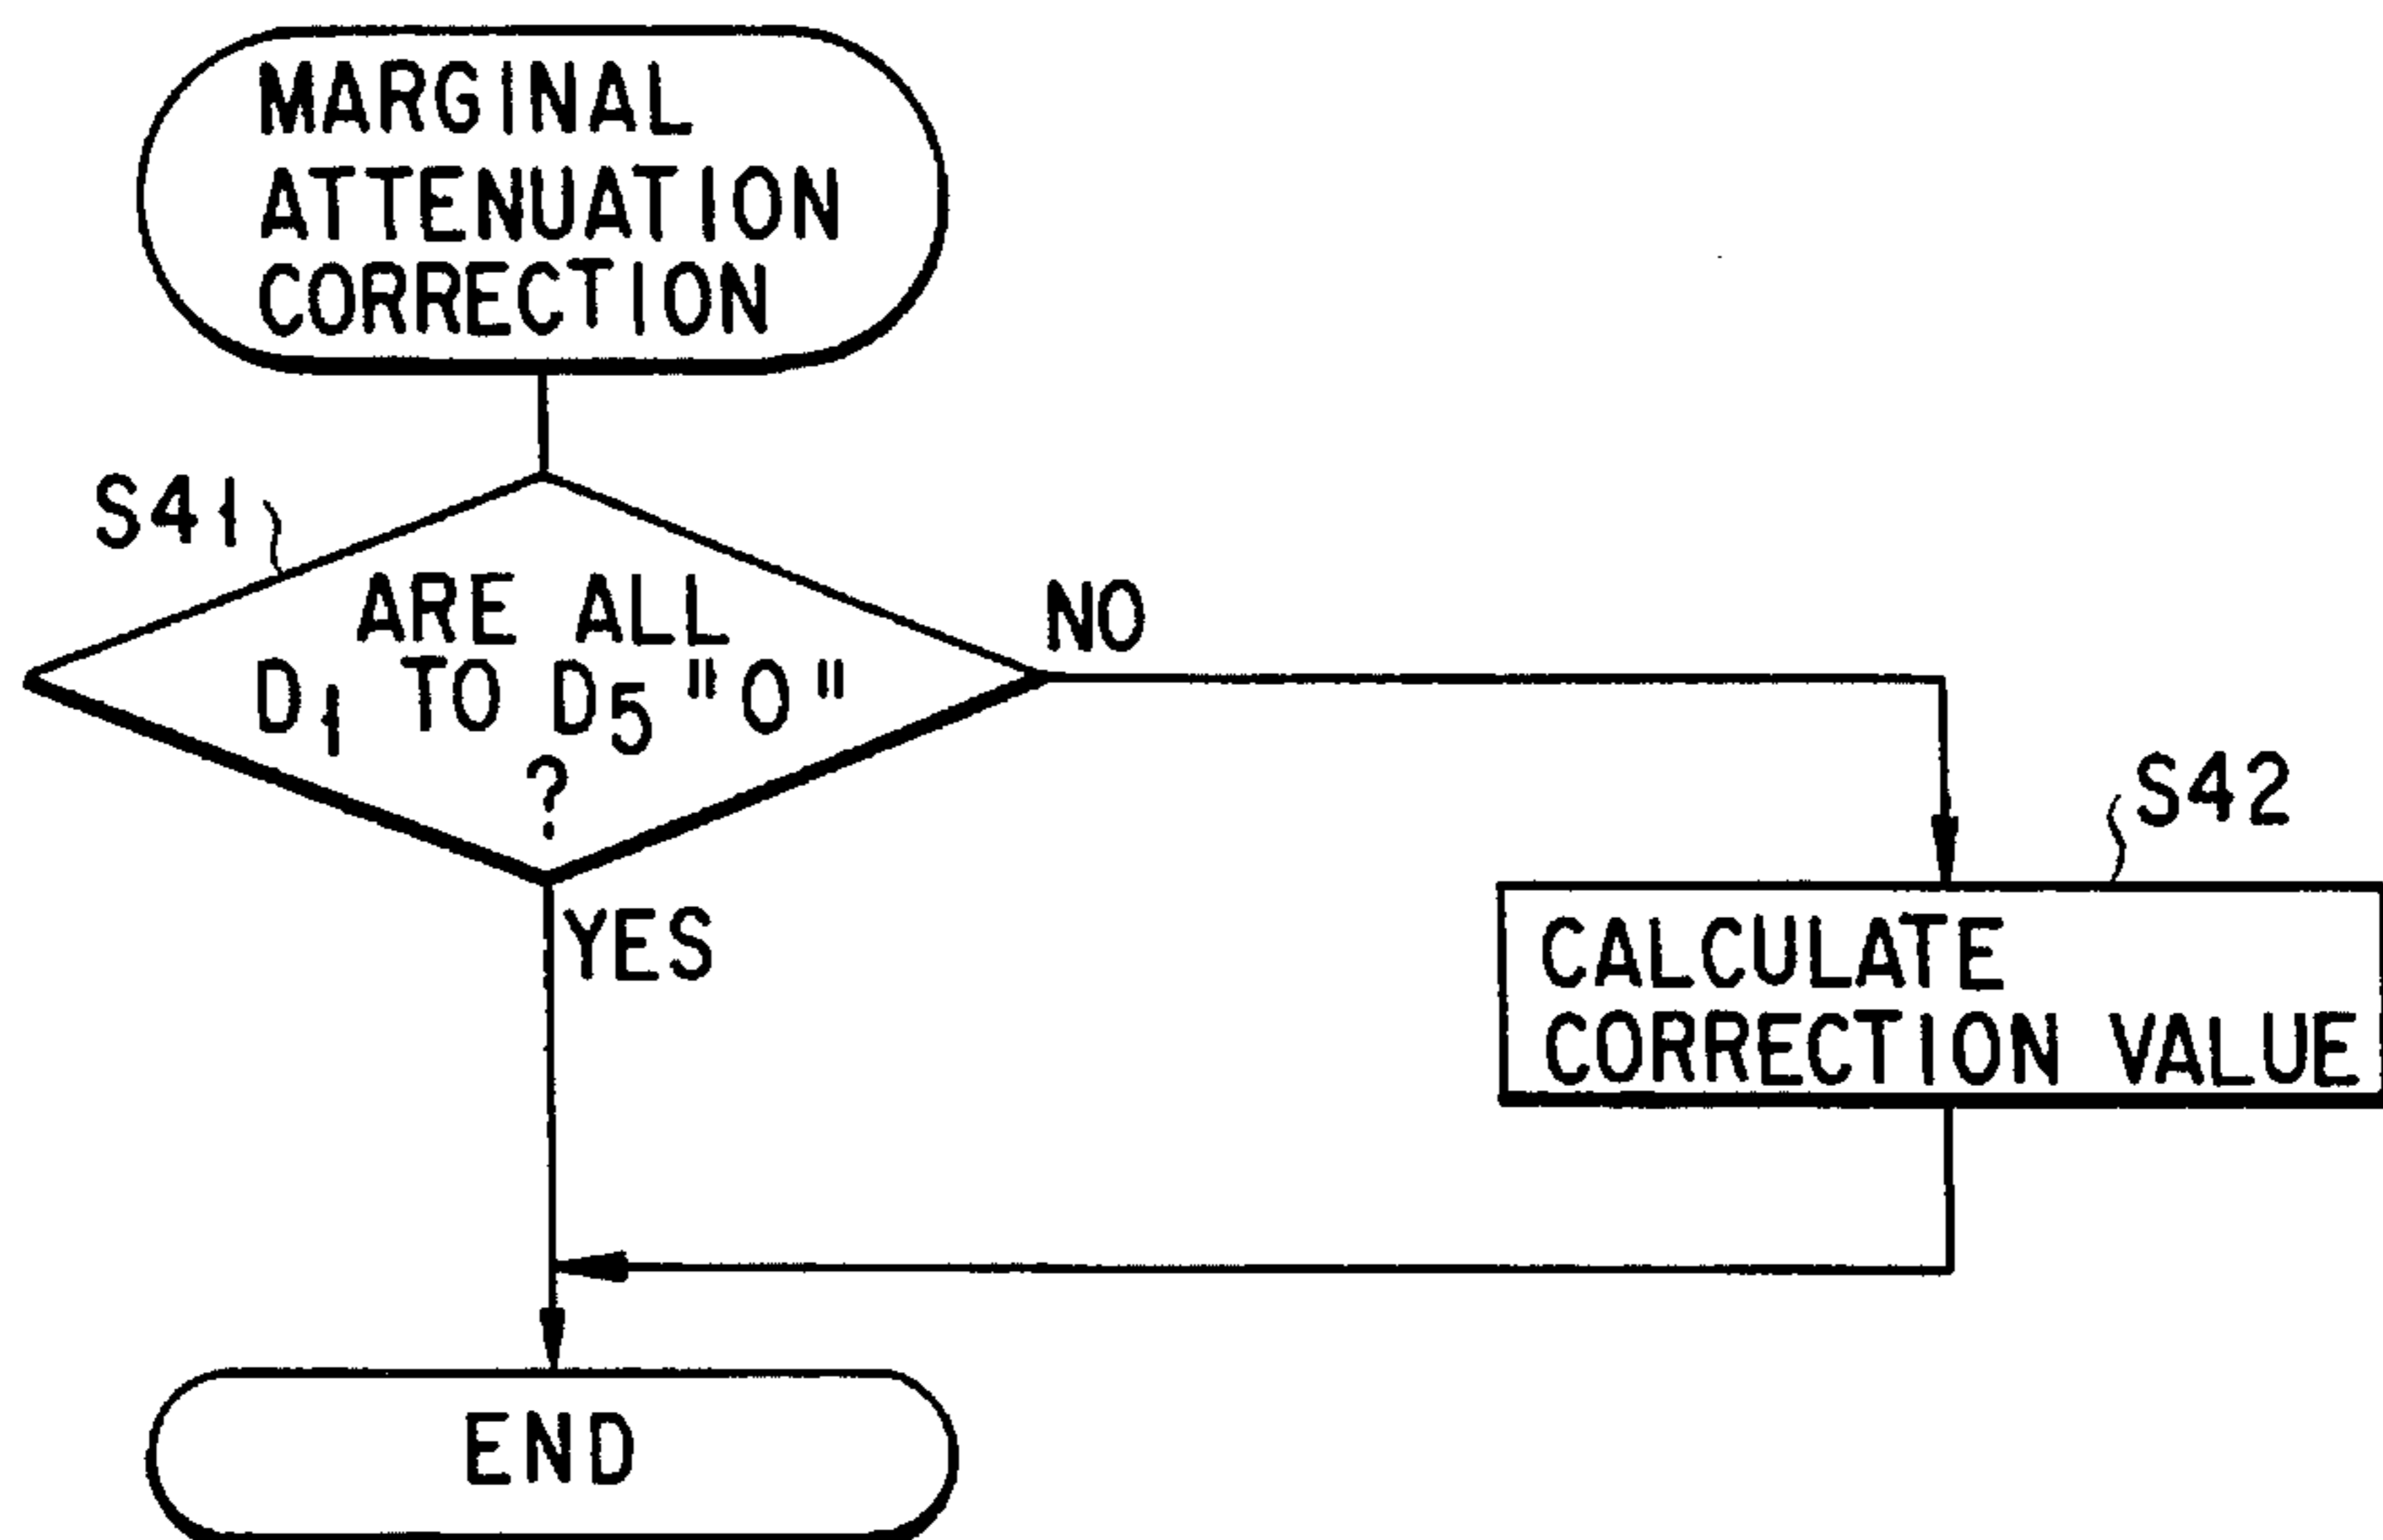 MARGINAL
ATTENUATION
CORRECTION
S41
ARE ALL
D1 TO D5 "0"
?
NO
YES
S42
CALCULATE
CORRECTION VALUE
END